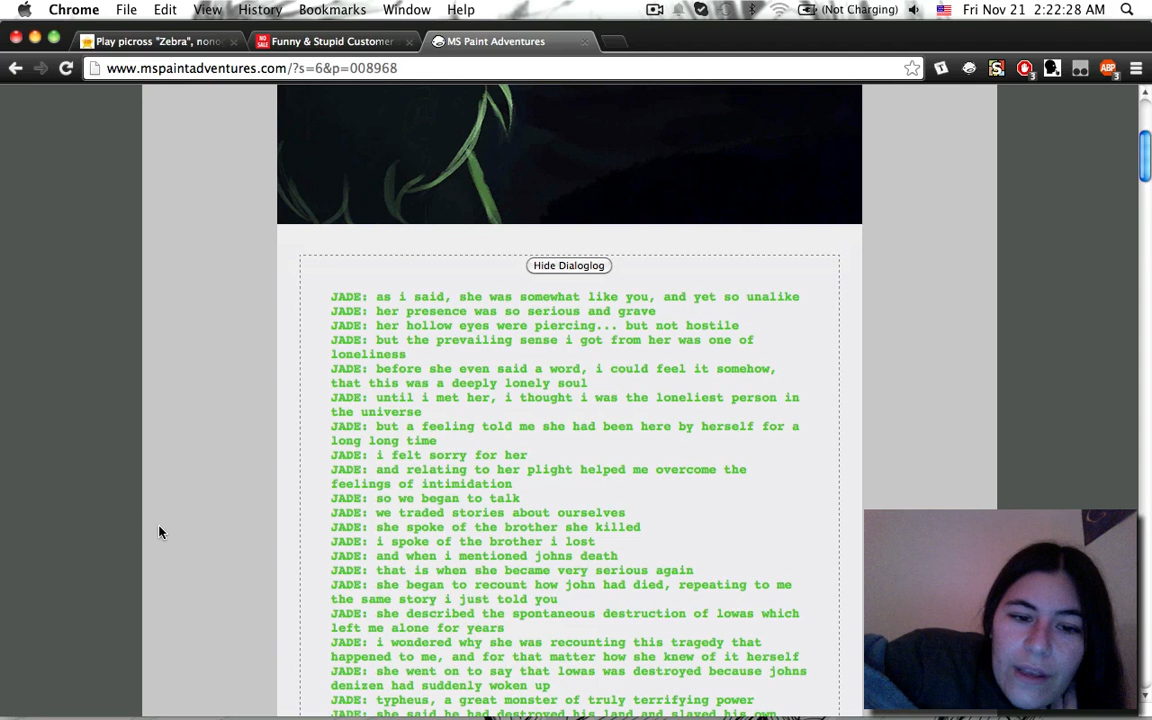 Chrome File Edit View History Bookmarks Window Help (Not Charging) Fri Nov 21 2:22:28 AM
Play picross "Zebra", nono Funny & Stupid Customer MS Paint Adventures
www.mspaintadventures.com/?s=6&p=008968
Hide Dialoglog
JADE: as i said, she was somewhat like you, and yet so unalike
JADE: her presence was so serious and grave
JADE: her hollow eyes were piercing... but not hostile
JADE: but the prevailing sense i got from her was one of
loneliness
JADE: before she even said a word, i could feel it somehow,
that this was a deeply lonely soul
JADE: until i met her, i thought i was the loneliest person in
the universe
JADE: but a feeling told me she had been here by herself for a
long long time
JADE: i felt sorry for her
JADE: and relating to her plight helped me overcome the
feelings of intimidation
JADE: so we began to talk
JADE: we traded stories about ourselves
JADE: she spoke of the brother she killed
JADE: i spoke of the brother i lost
JADE: and when i mentioned johns death
JADE: that is when she became very serious again
JADE: she began to recount how john had died, repeating to me
the same story i just told you
JADE: she described the spontaneous destruction of lowas which
left me alone for years
JADE: i wondered why she was recounting this tragedy that
happened to me, and for that matter how she knew of it herself
JADE: she went on to say that lowas was destroyed because johns
denizen had suddenly woken up
JADE: typheus, a great monster of truly terrifying power
JADE: she said he had destroyed his land and slayed his own